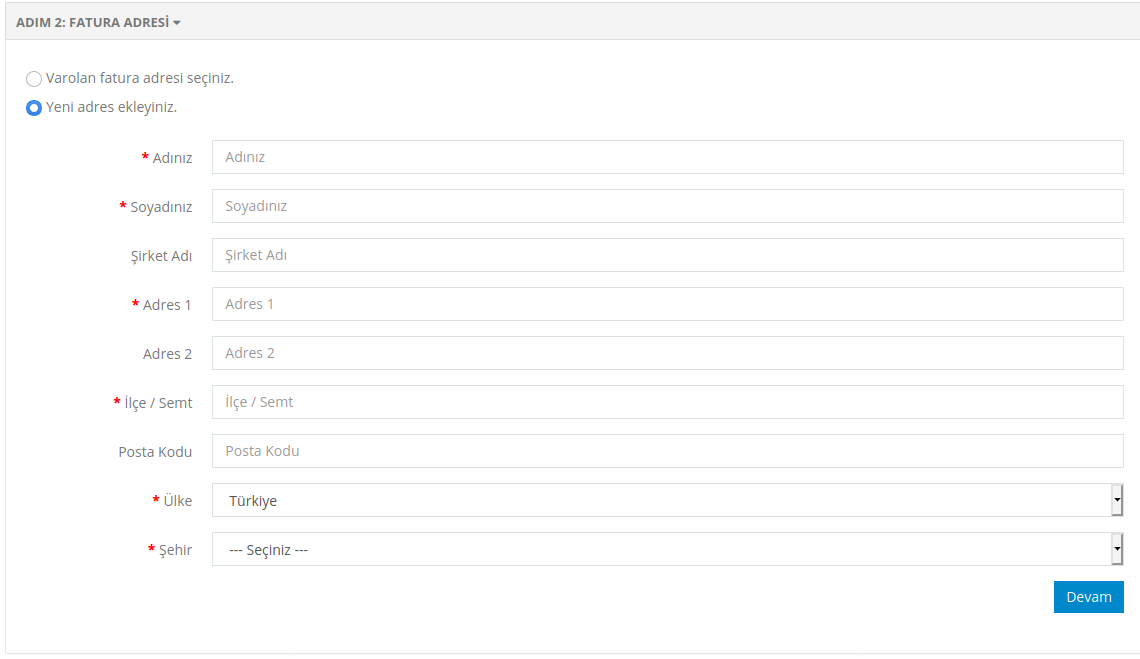 ADIM 2: FATURA ADRESİ
Varolan fatura adresi seçiniz.
Yeni adres ekleyiniz.
* Adınız Adınız
* Soyadınız Soyadınız
Şirket Adı Şirket Adı
* Adres 1 Adres 1
Adres 2 Adres 2
* İlçe / Semt İlçe / Semt
Posta Kodu Posta Kodu
* Ülke Türkiye
* Şehir --- Seçiniz ---
Devam